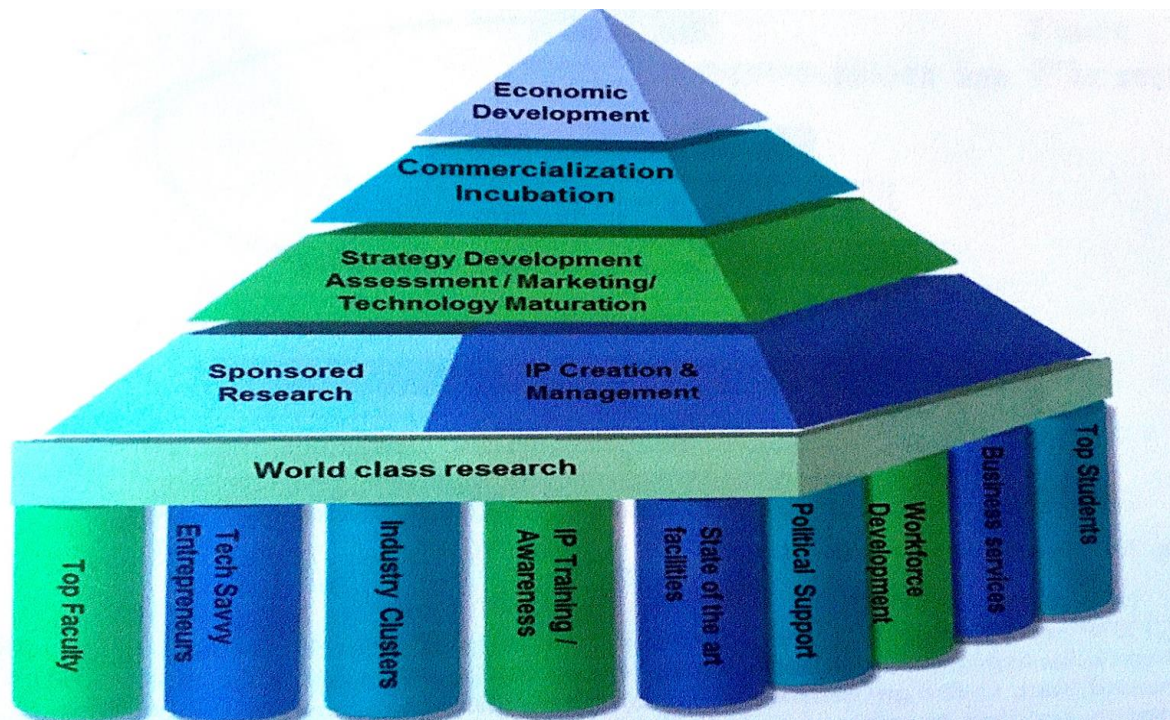 Economic
Development
Commercialization
Incubation
Strategy Development
Assessment / Marketing/
Technology Maturation
Sponsored
Research
IP Creation &
Management
World class research
Top Faculty
Tech Savvy
Entrepreneurs
Industry Clusters
IP Training /
Awareness
State of the art
facilities
Political Support
Workforce
Development
Business services
Top Students